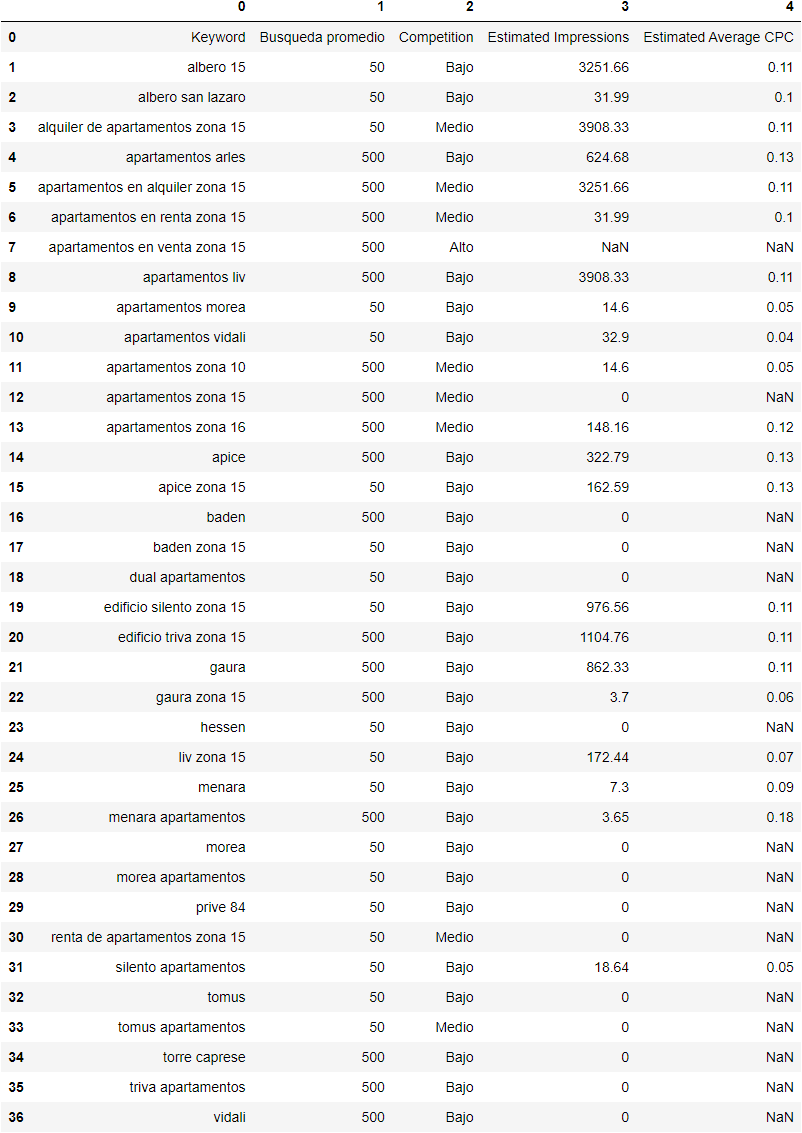 0 1 2 3 4
0 Keyword Busqueda promedio Competition Estimated Impressions Estimated Average CPC
1 albero 15 50 Bajo 3251.66 0.11
2 albero san lazaro 50 Bajo 31.99 0.1
3 alquiler de apartamentos zona 15 50 Medio 3908.33 0.11
4 apartamentos arles 500 Bajo 624.68 0.13
5 apartamentos en alquiler zona 15 500 Medio 3251.66 0.11
6 apartamentos en renta zona 15 500 Medio 31.99 0.1
7 apartamentos en venta zona 15 500 Alto NaN NaN
8 apartamentos liv 500 Bajo 3908.33 0.11
9 apartamentos morea 50 Bajo 14.6 0.05
10 apartamentos vidali 50 Bajo 32.9 0.04
11 apartamentos zona 10 500 Medio 14.6 0.05
12 apartamentos zona 15 500 Medio 0 NaN
13 apartamentos zona 16 500 Medio 148.16 0.12
14 apice 500 Bajo 322.79 0.13
15 apice zona 15 50 Bajo 162.59 0.13
16 baden 500 Bajo 0 NaN
17 baden zona 15 50 Bajo 0 NaN
18 dual apartamentos 50 Bajo 0 NaN
19 edificio silento zona 15 50 Bajo 976.56 0.11
20 edificio triva zona 15 500 Bajo 1104.76 0.11
21 gaura 500 Bajo 862.33 0.11
22 gaura zona 15 500 Bajo 3.7 0.06
23 hessen 50 Bajo 0 NaN
24 liv zona 15 50 Bajo 172.44 0.07
25 menara 50 Bajo 7.3 0.09
26 menara apartamentos 500 Bajo 3.65 0.18
27 morea 50 Bajo 0 NaN
28 morea apartamentos 50 Bajo 0 NaN
29 prive 84 50 Bajo 0 NaN
30 renta de apartamentos zona 15 50 Medio 0 NaN
31 silento apartamentos 50 Bajo 18.64 0.05
32 tomus 50 Bajo 0 NaN
33 tomus apartamentos 50 Medio 0 NaN
34 torre caprese 500 Bajo 0 NaN
35 triva apartamentos 500 Bajo 0 NaN
36 vidali 500 Bajo 0 NaN